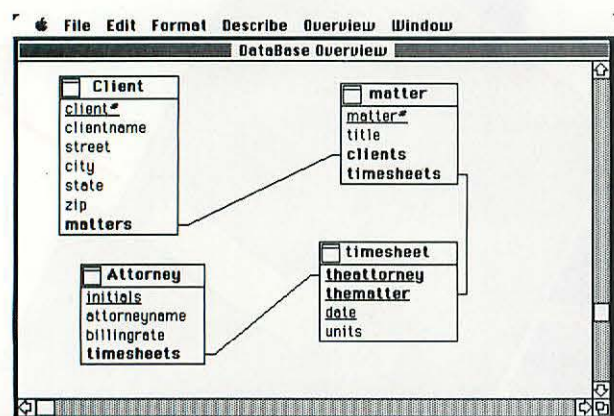 File Edit Format Describe Overview Window
DataBase Overview
Client
client#
clientname
street
city
state
zip
matters
matter
matter#
title
clients
timesheets
Attorney
initials
attorneyname
billingrate
timesheets
timesheet
theattorney
thematter
date
units